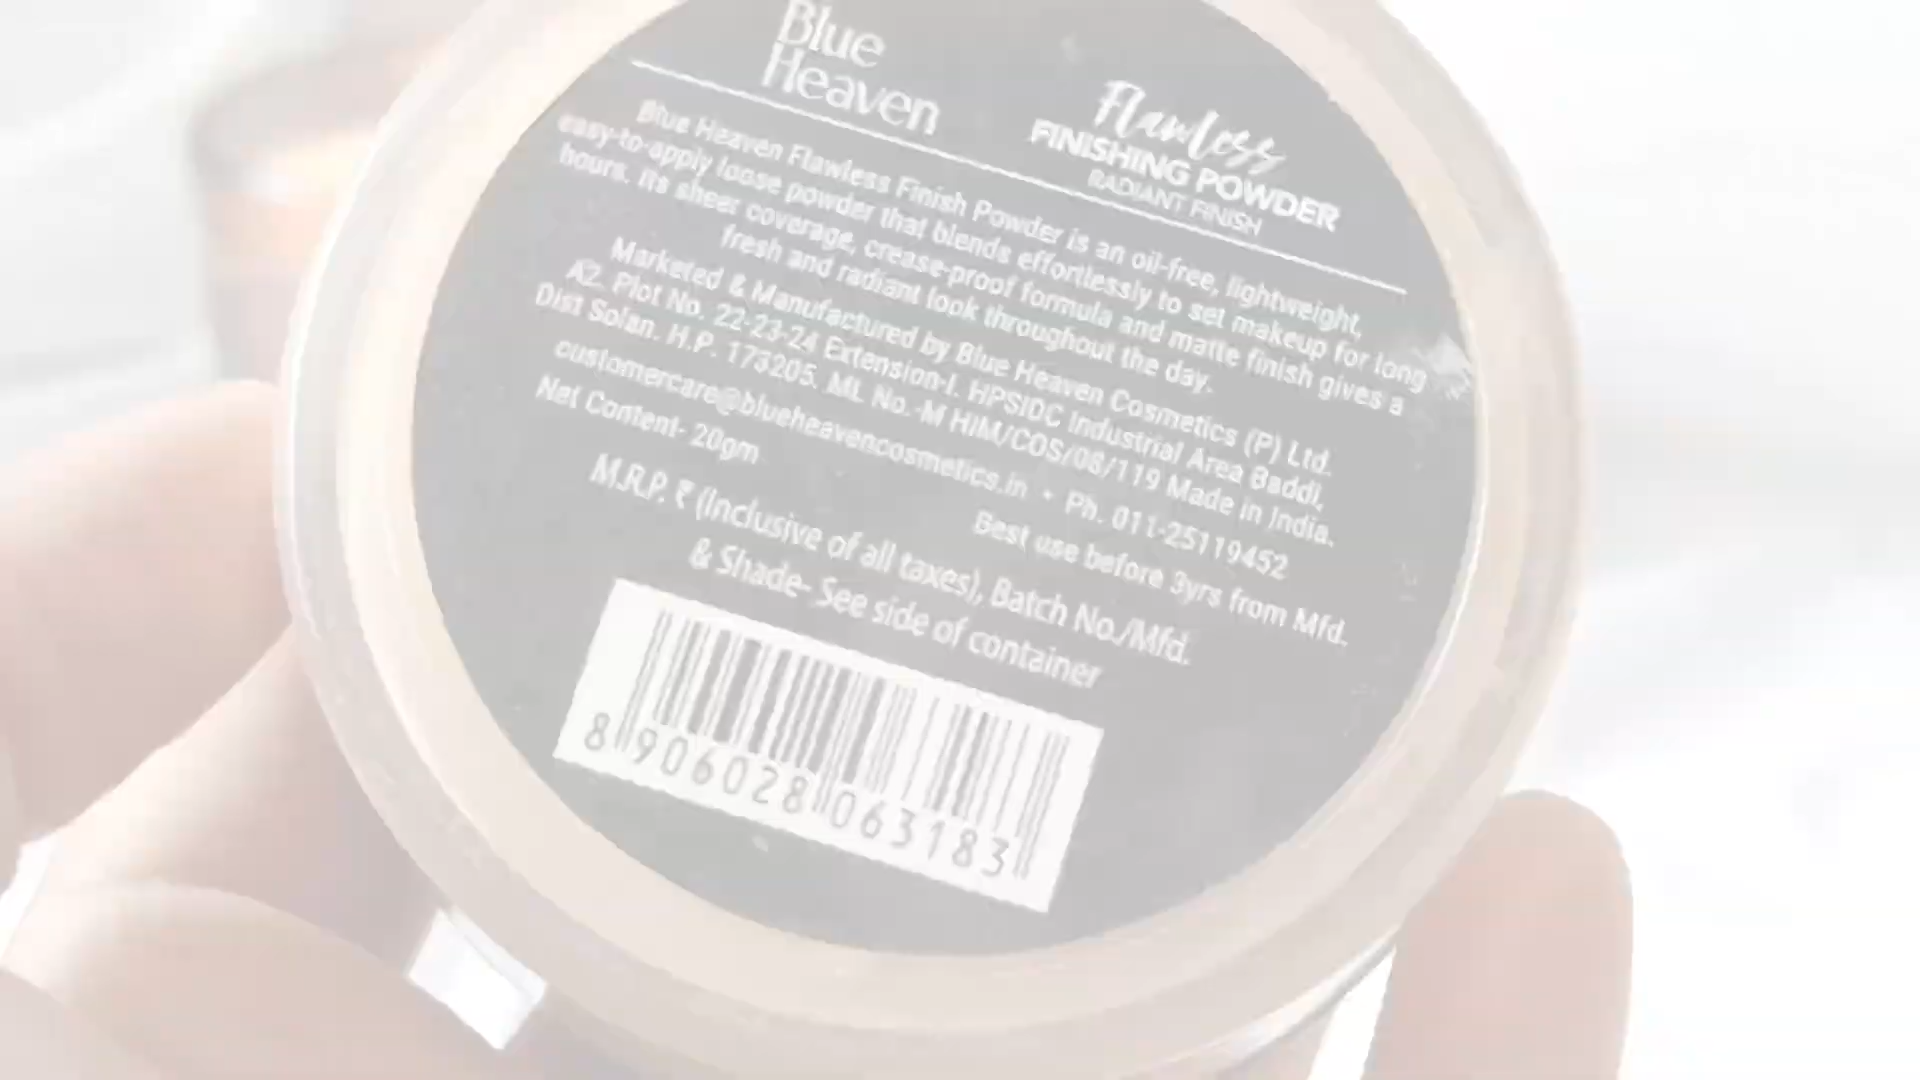 Blue
Heaven
Flawless
FINISHING POWDER
RADIANT FINISH
Blue Heaven Flawless Finish Powder is an oil-free, lightweight,
easy-to-apply loose powder that blends effortlessly to set makeup for long
hours. Its sheer coverage, crease-proof formula and matte finish gives a
fresh and radiant look throughout the day.
Marketed & Manufactured by Blue Heaven Cosmetics (P) Ltd.
A2. Plot No. 22-23-24 Extension-I. HPSIDC Industrial Area Baddi,
Dist Solan. H.P. 173205. ML No. -M HIM/COS/08/119 Made in India.
customercare@blueheavencosmetics.in • Ph. 011-25119452
Net Content- 20gm
Best use before 3yrs from Mfd.
M.R.P. ₹ (Inclusive of all taxes), Batch No./Mfd.
& Shade- See side of container
8 906028 063183